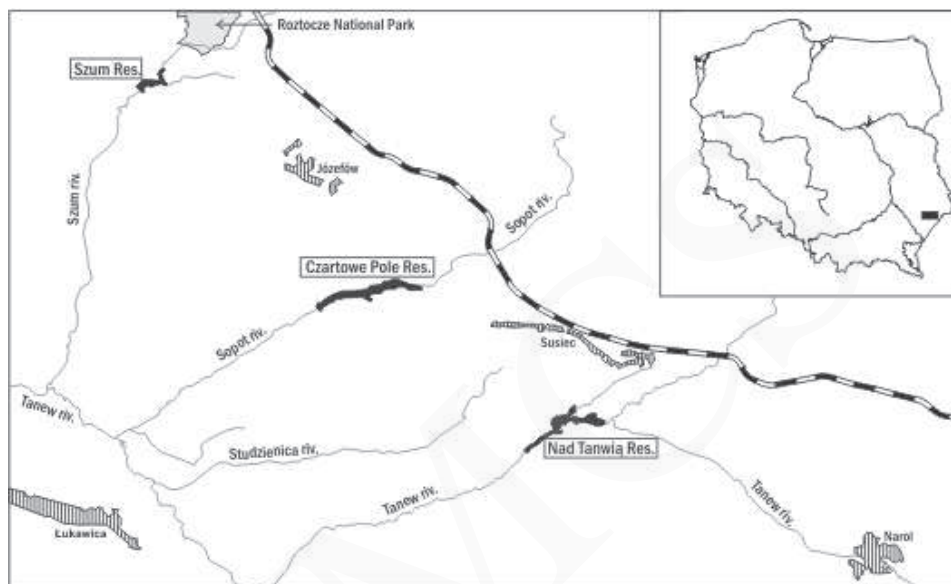 Roztocze National Park
Szum Res.
Józefów
Szum riv.
Sopot riv.
Czartowe Pole Res.
Sopot riv.
Susiec
Tanew riv.
Studzienica riv.
Nad Tanwią Res.
Tanew riv.
Tanew riv.
Łukawica
Narol
MCS